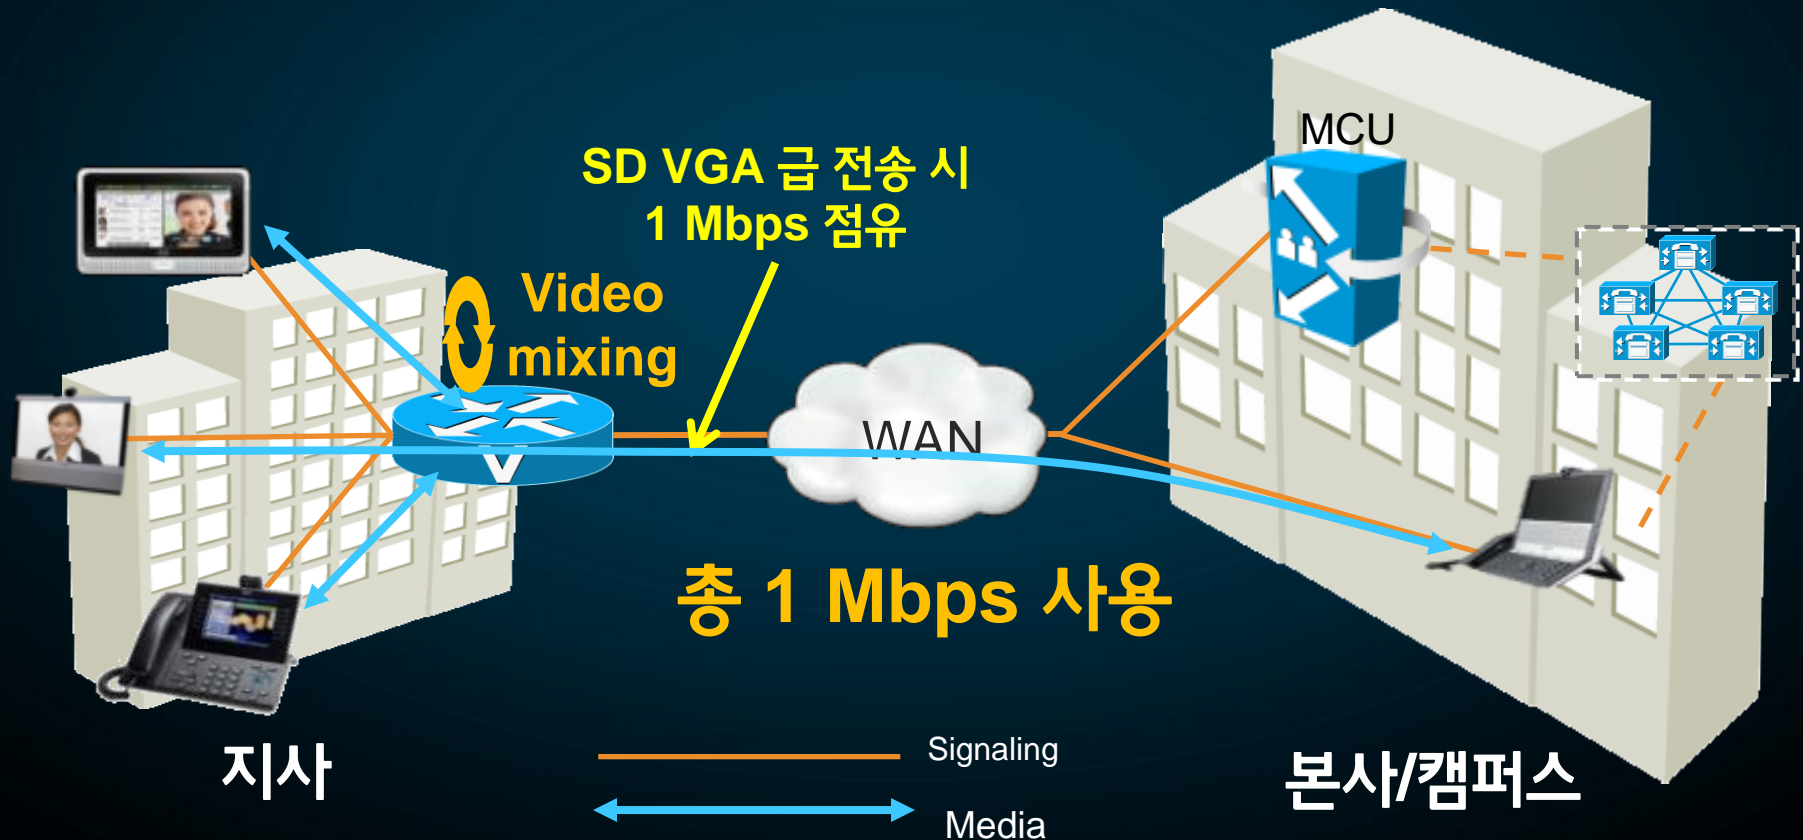 MCU
SD VGA 급 전송 시
1 Mbps 점유
Video
mixing
WAN
V
총 1 Mbps 사용
지사
Signaling
Media
본사/캠퍼스